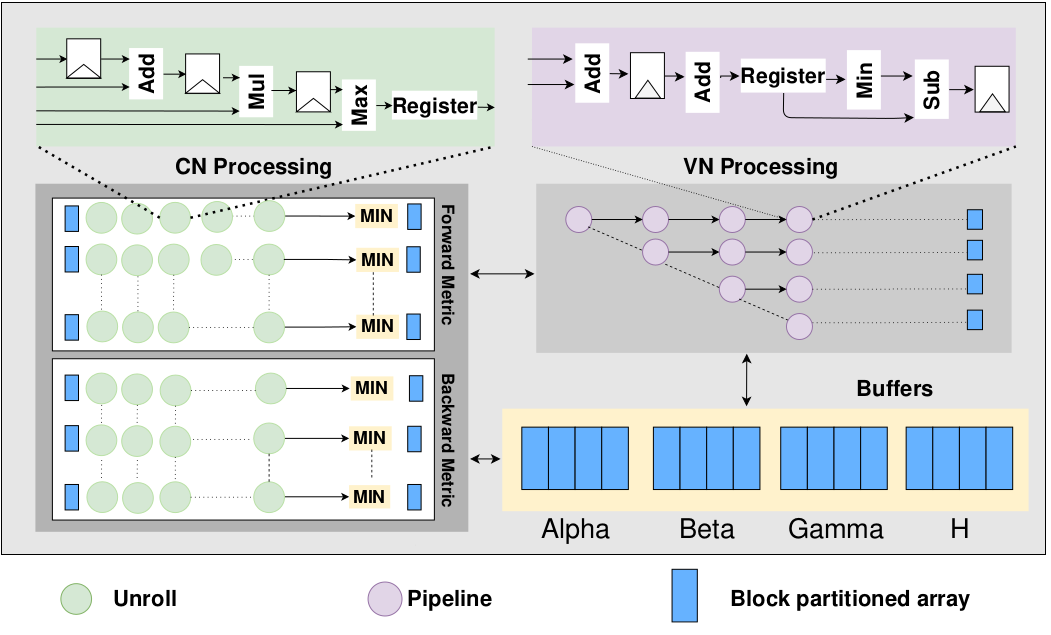 Add
Mul
Max
Register
Add
Add
Register
Min
Sub
CN Processing
VN Processing
MIN
MIN
MIN
Forward Metric
MIN
MIN
MIN
Backward Metric
Buffers
Alpha
Beta
Gamma
H
Unroll
Pipeline
Block partitioned array